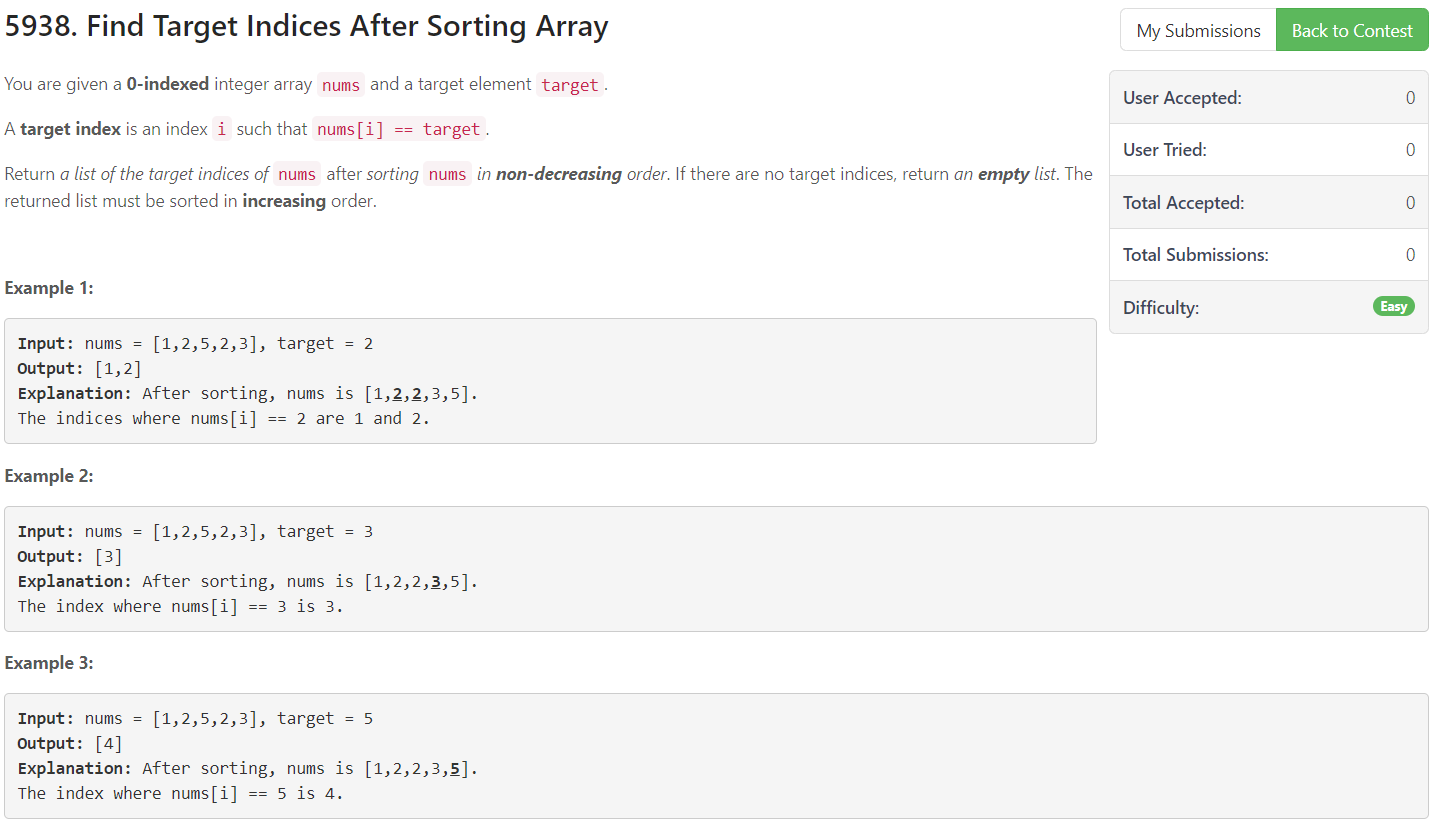 5938. Find Target Indices After Sorting Array
My Submissions
Back to Contest
You are given a 0-indexed integer array nums and a target element target.
A target index is an index i such that nums[i] == target.
Return a list of the target indices of nums after sorting nums in non-decreasing order. If there are no target indices, return an empty list. The
returned list must be sorted in increasing order.
User Accepted: 0
User Tried: 0
Total Accepted: 0
Total Submissions: 0
Difficulty: Easy
Example 1:
Input: nums = [1,2,5,2,3], target = 2
Output: [1,2]
Explanation: After sorting, nums is [1,2,2,3,5].
The indices where nums[i] == 2 are 1 and 2.
Example 2:
Input: nums = [1,2,5,2,3], target = 3
Output: [3]
Explanation: After sorting, nums is [1,2,2,3,5].
The index where nums[i] == 3 is 3.
Example 3:
Input: nums = [1,2,5,2,3], target = 5
Output: [4]
Explanation: After sorting, nums is [1,2,2,3,5].
The index where nums[i] == 5 is 4.